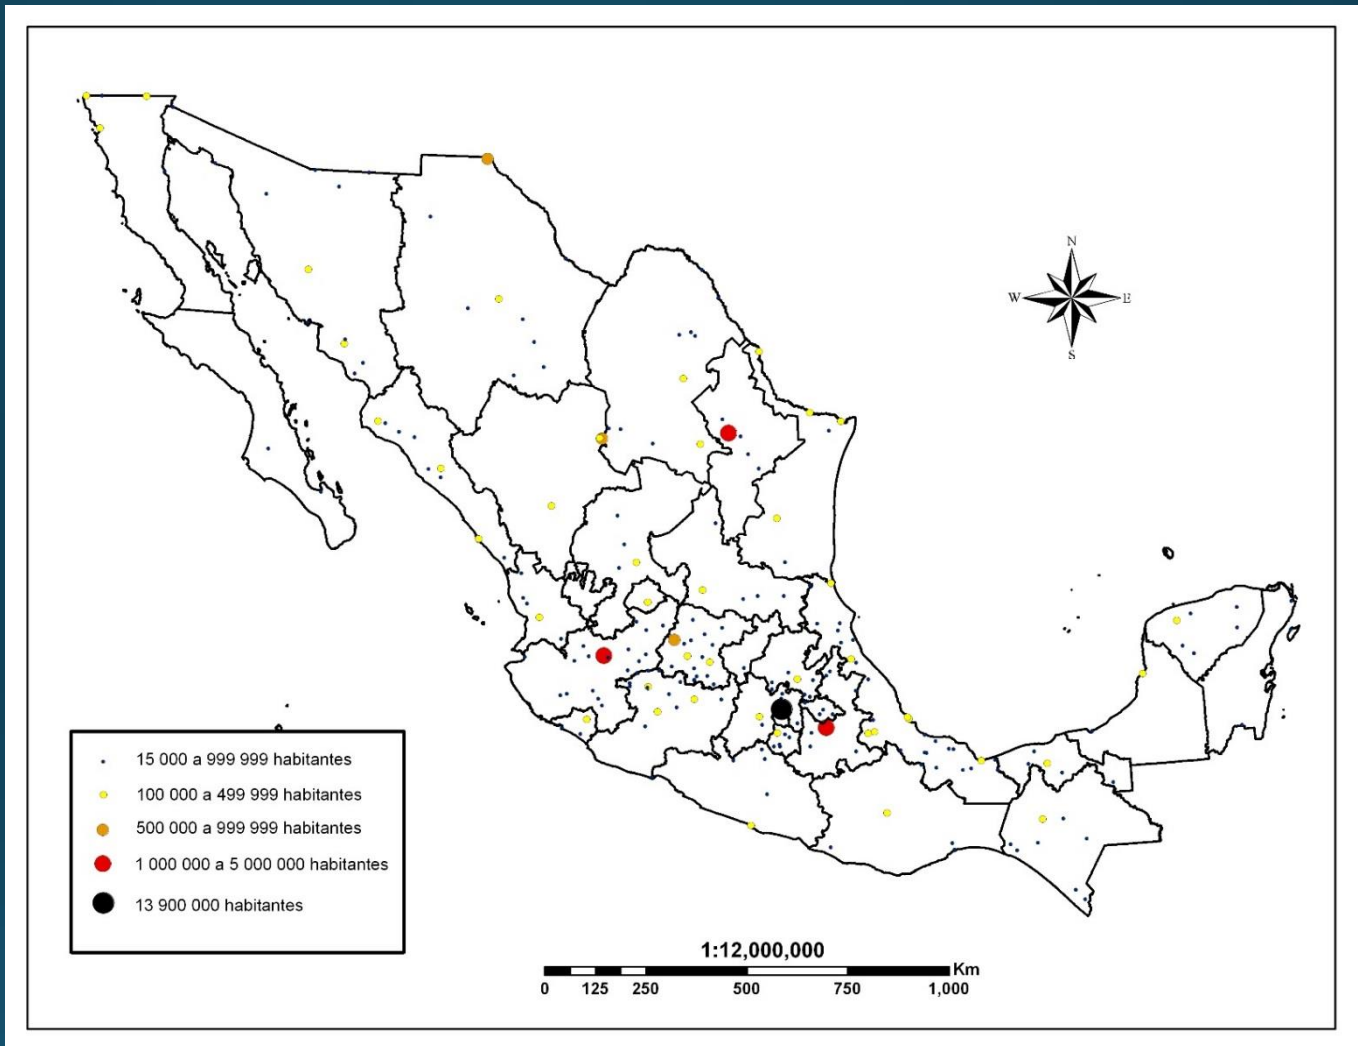 N
W E
S
15 000 a 999 999 habitantes
100 000 a 499 999 habitantes
500 000 a 999 999 habitantes
1 000 000 a 5 000 000 habitantes
13 900 000 habitantes
1:12,000,000
Km
0 125 250 500 750 1,000